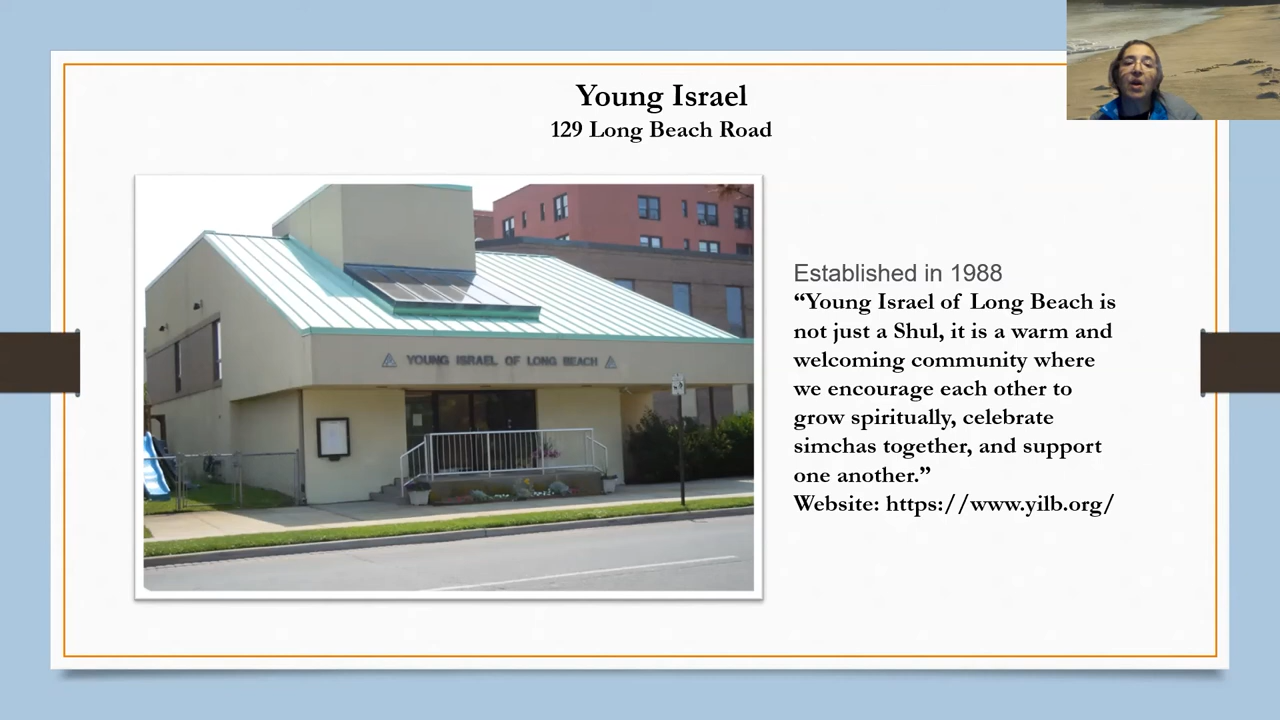 Young Israel
129 Long Beach Road
YOUNG ISRAEL OF LONG BEACH
Established in 1988
“Young Israel of Long Beach is
not just a Shul, it is a warm and
welcoming community where
we encourage each other to
grow spiritually, celebrate
simchas together, and support
one another.”
Website: https://www.yilb.org/